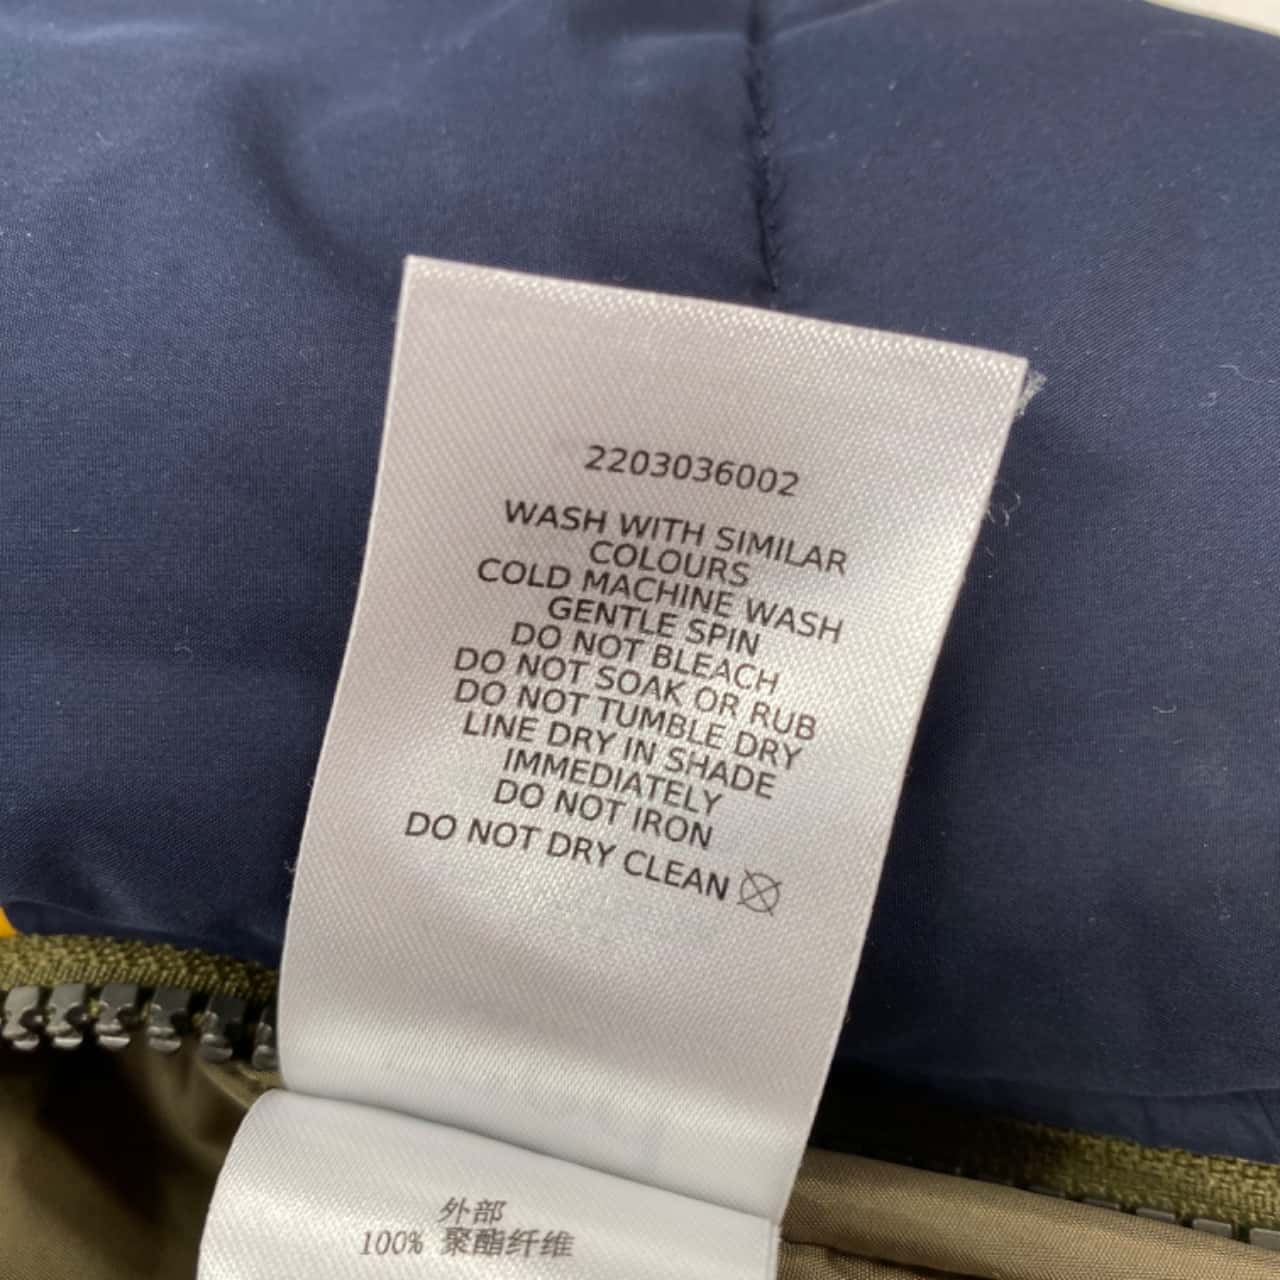 2203036002
WASH WITH SIMILAR
COLOURS
COLD MACHINE WASH
GENTLE SPIN
DO NOT BLEACH
DO NOT SOAK OR RUB
DO NOT TUMBLE DRY
LINE DRY IN SHADE
IMMEDIATELY
DO NOT IRON
DO NOT DRY CLEAN
外部
100% 聚酯纤维